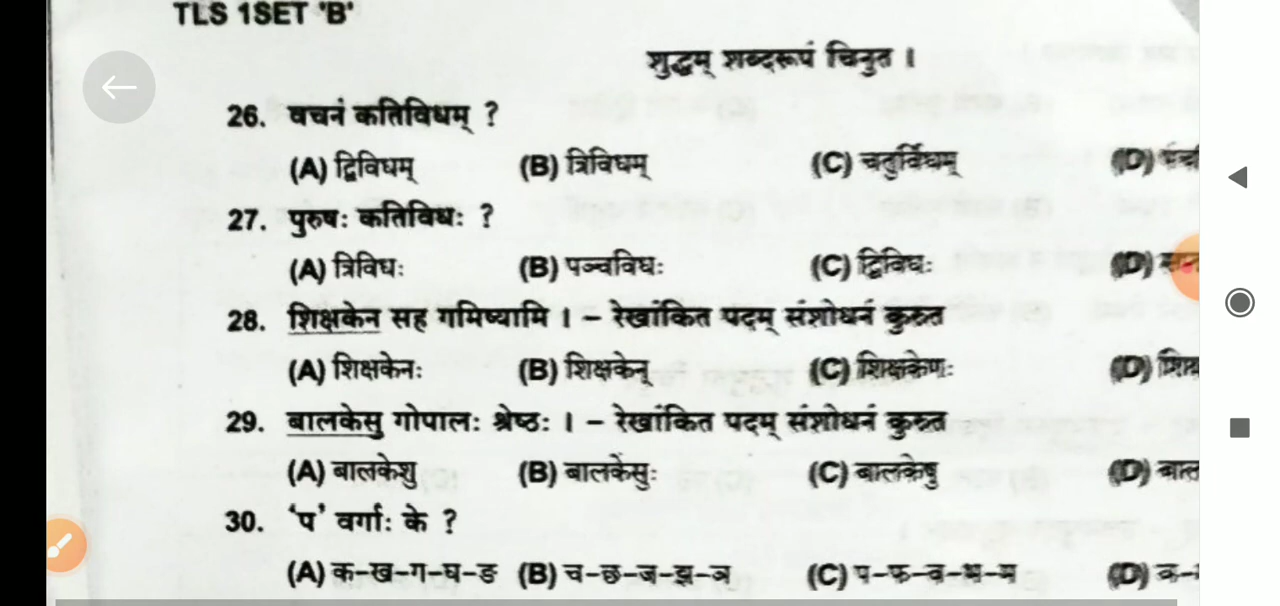 TLS 1SET 'B'
शुद्धम् शब्दरूपं चिनुत ।
26. वचनं कतिविधम् ?
(A) द्विविधम् (B) त्रिविधम् (C) चतुर्विधम् (D)
27. पुरुषः कतिविधः ?
(A) त्रिविधः (B) पञ्चविधः (C) द्विविधः (D)
28. शिक्षकेन सह गमिष्यामि । – रेखांकित पदम् संशोधनं कुरुत
(A) शिक्षकेनः (B) शिक्षकेन् (C) शिक्षकेणः (D)
29. बालकेसु गोपालः श्रेष्ठः । – रेखांकित पदम् संशोधनं कुरुत
(A) बालकेशु (B) बालकेसुः (C) बालकेषु (D) बाल
30. 'प' वर्गाः के ?
(A) क–ख–ग–घ–ङ (B) च–छ–ज–झ–ञ (C) प–फ–ब–भ–म (D)